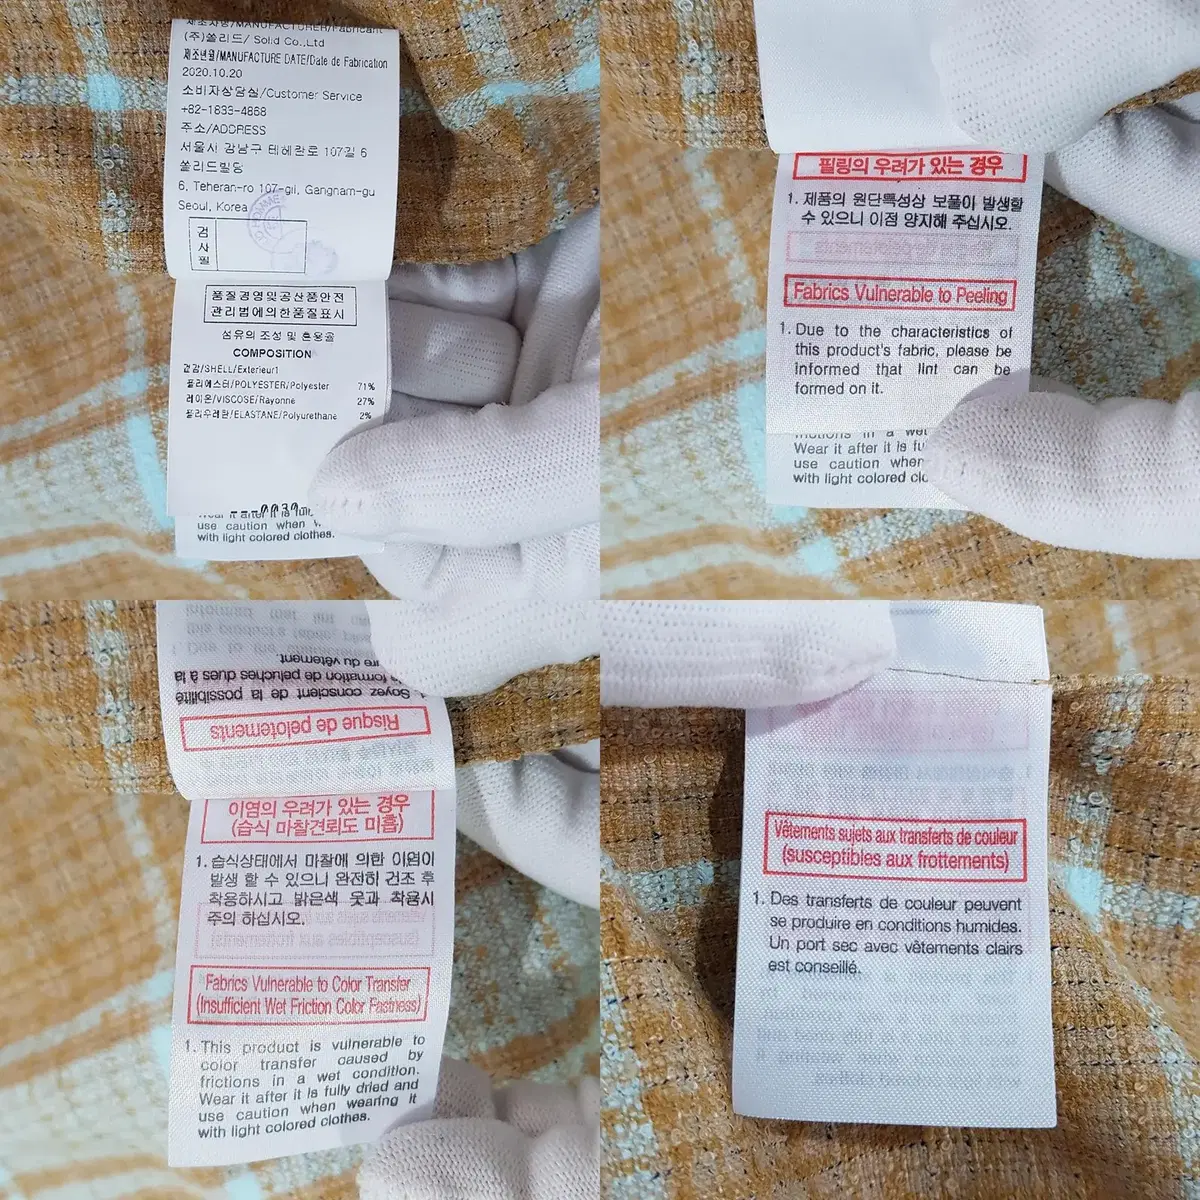 제조자명/MANUFACTURER/Fabricant
(주)쏠리드/ Solid Co.,Ltd
제조년월/MANUFACTURE DATE/Date de Fabrication
2020.10.20
소비자상담실/Customer Service
+82-1833-4868
주소/ADDRESS
서울시 강남구 테헤란로 107길 6
쏠리드빌딩
6, Teheran-ro 107-gil, Gangnam-gu
Seoul, Korea
검
사
필
품질경영및공산품안전
관리법에의한품질표시
섬유의 조성 및 혼용율
COMPOSITION
겉감/SHELL/Exterieur1
폴리에스터/POLYESTER/Polyester 71%
레이온/VISCOSE/Rayonne 27%
폴리우레탄/ELASTANE/Polyurethane 2%
Wear it after it is
use caution when
with light colored clothes.
필링의 우려가 있는 경우
1. 제품의 원단특성상 보풀이 발생할
수 있으니 이점 양지해 주십시오.
Fabrics Vulnerable to Peeling
1. Due to the characteristics of
this product's fabric, please be
informed that lint can be
formed on it.
frictions in a wet
Wear it after it is
use caution when
with light colored
Risque de pelotements
1. Soyez conscient de la possibilité
formation de peluches dues à la
du vêtement.
이염의 우려가 있는 경우
(습식 마찰견뢰도 미흡)
1. 습식상태에서 마찰에 의한 이염이
발생 할 수 있으니 완전히 건조 후
착용하시고 밝은색 옷과 착용시
주의 하십시오.
Fabrics Vulnerable to Color Transfer
(Insufficient Wet Friction Color Fastness)
1. This product is vulnerable to
color transfer caused by
frictions in a wet condition.
Wear it after it is fully dried and
use caution when wearing it
with light colored clothes.
Vêtements sujets aux transferts de couleur
(susceptibles aux frottements)
1. Des transferts de couleur peuvent
se produire en conditions humides.
Un port sec avec vêtements clairs
est conseillé.